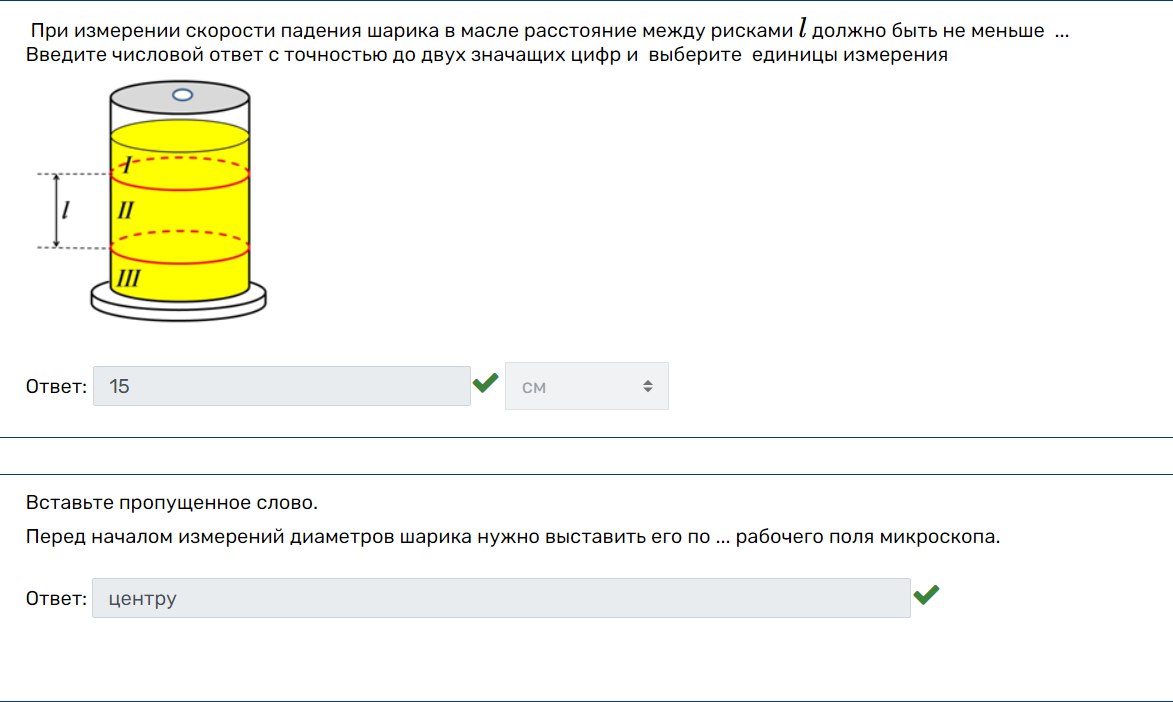 При измерении скорости падения шарика в масле расстояние между рисками l должно быть не меньше ...
Введите числовой ответ с точностью до двух значащих цифр и выберите единицы измерения
I
l
II
III
Ответ: 15 см
Вставьте пропущенное слово.
Перед началом измерений диаметров шарика нужно выставить его по ... рабочего поля микроскопа.
Ответ: центру